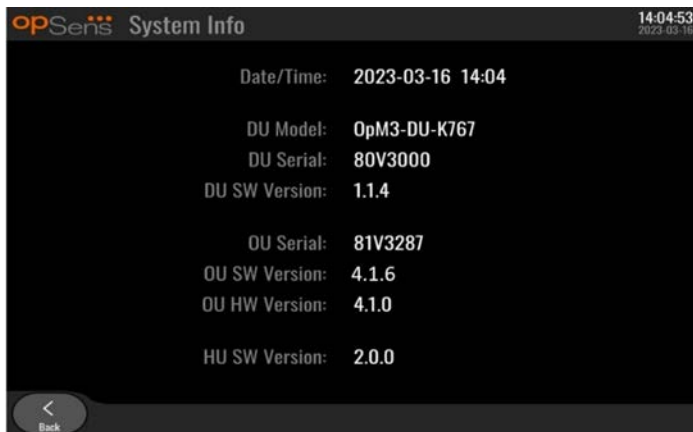 opSens System Info
14:04:53
2023-03-16
Date/Time: 2023-03-16 14:04
DU Model: OpM3-DU-K767
DU Serial: 80V3000
DU SW Version: 1.1.4
OU Serial: 81V3287
OU SW Version: 4.1.6
OU HW Version: 4.1.0
HU SW Version: 2.0.0
Back